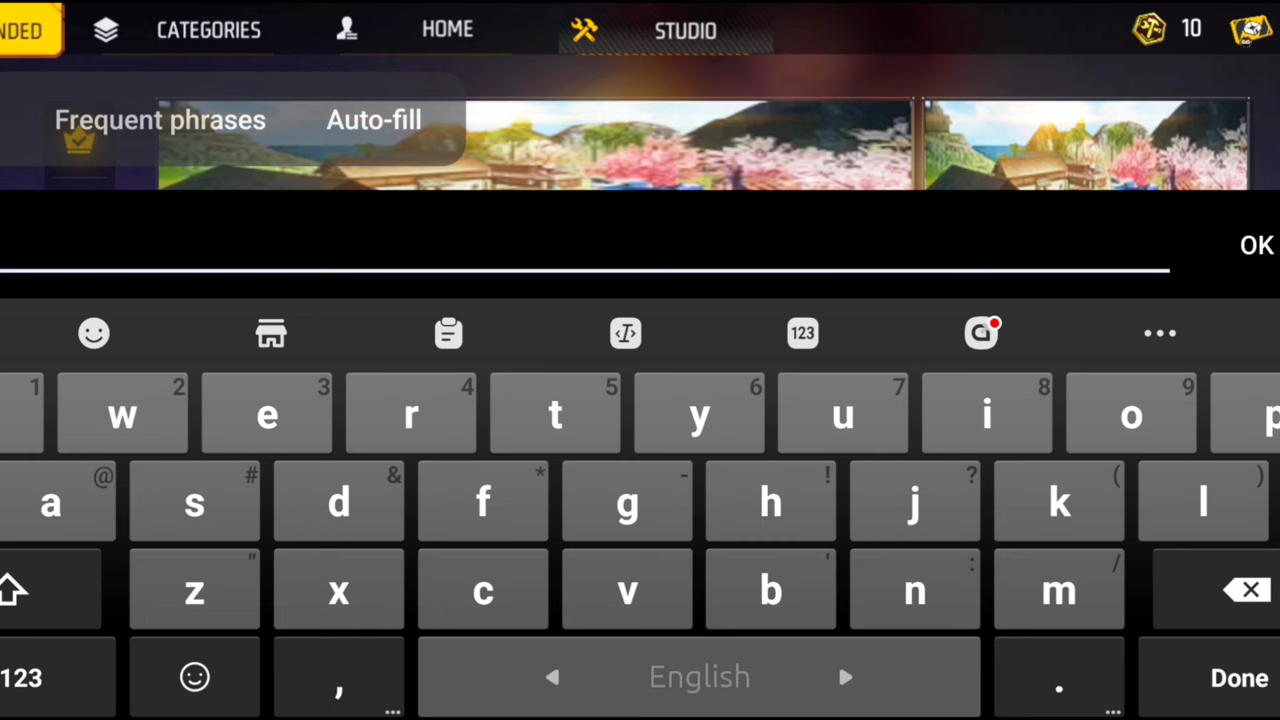 NDED CATEGORIES HOME STUDIO 10
Frequent phrases Auto-fill
OK
123
1 2 3 4 5 6 7 8 9
w e r t y u i o p
@ # & * - ! ? ( )
a s d f g h j k l
" ' : /
z x c v b n m
123 , English . Done